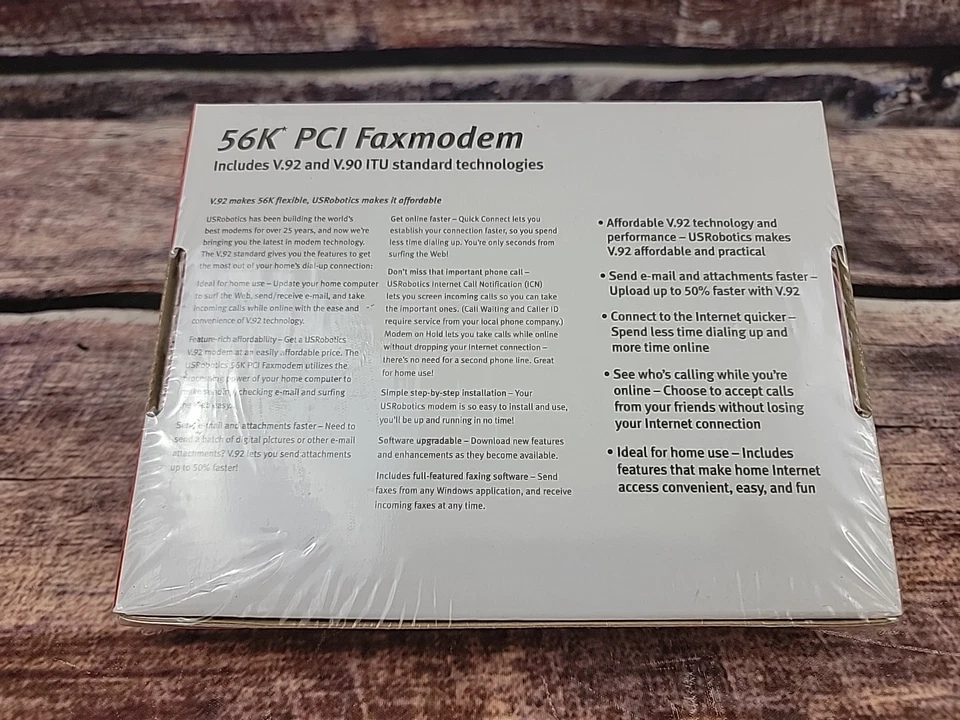 56K* PCI Faxmodem
Includes V.92 and V.90 ITU standard technologies
V.92 makes 56K flexible, USRobotics makes it affordable
USRobotics has been building the world's
best modems for over 25 years, and now we're
bringing you the latest in modem technology.
The V.92 standard gives you the features to get
the most out of your home's dial-up connection:
Ideal for home use – Update your home computer
to surf the Web, send/receive e-mail, and take
incoming calls while online with the ease and
convenience of V.92 technology.
Feature-rich affordability – Get a USRobotics
V.92 modem at an easily affordable price. The
USRobotics 56K PCI Faxmodem utilizes the
processing power of your home computer to
make sending, checking e-mail and surfing
the Net easy.
Send e-mail and attachments faster – Need to
send a batch of digital pictures or other e-mail
attachments? V.92 lets you send attachments
up to 50% faster!
Get online faster – Quick Connect lets you
establish your connection faster, so you spend
less time dialing up. You're only seconds from
surfing the Web!
Don't miss that important phone call –
USRobotics Internet Call Notification (ICN)
lets you screen incoming calls so you can take
the important ones. (Call Waiting and Caller ID
require service from your local phone company.)
Modem on Hold lets you take calls while online
without dropping your Internet connection –
there's no need for a second phone line. Great
for home use!
Simple step-by-step installation – Your
USRobotics modem is so easy to install and use,
you'll be up and running in no time!
Software upgradable – Download new features
and enhancements as they become available.
Includes full-featured faxing software – Send
faxes from any Windows application, and receive
incoming faxes at any time.
• Affordable V.92 technology and
performance – USRobotics makes
V.92 affordable and practical
• Send e-mail and attachments faster –
Upload up to 50% faster with V.92
• Connect to the Internet quicker –
Spend less time dialing up and
more time online
• See who's calling while you're
online – Choose to accept calls
from your friends without losing
your Internet connection
• Ideal for home use – Includes
features that make home Internet
access convenient, easy, and fun